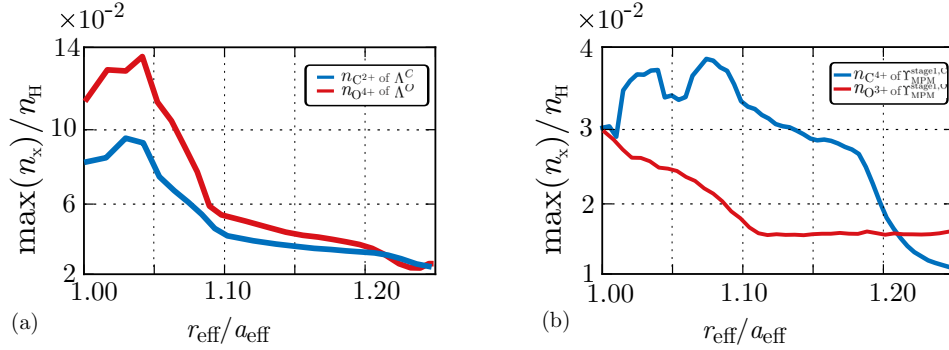 ×10⁻²
14
10
6
2
max(nₓ)/n_H
n_C²⁺ of Λ^C
n_O⁴⁺ of Λ^O
1.00 1.10 1.20
(a)
r_eff/a_eff
×10⁻²
4
3
2
1
max(nₓ)/n_H
n_C⁴⁺ of Υ_MPM^stage1,C
n_O³⁺ of Υ_MPM^stage1,O
1.00 1.10 1.20
(b)
r_eff/a_eff